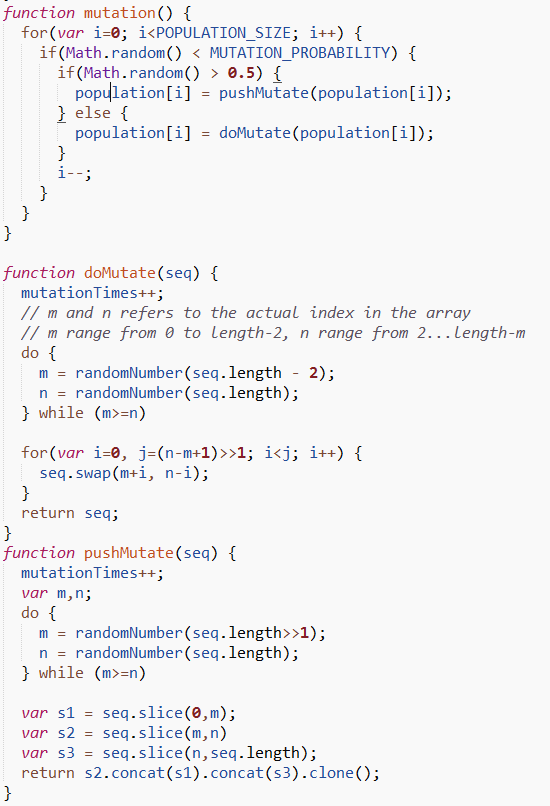 function mutation() {
  for(var i=0; i<POPULATION_SIZE; i++) {
    if(Math.random() < MUTATION_PROBABILITY) {
      if(Math.random() > 0.5) {
        population[i] = pushMutate(population[i]);
      } else {
        population[i] = doMutate(population[i]);
      }
      i--;
    }
  }
}

function doMutate(seq) {
  mutationTimes++;
  // m and n refers to the actual index in the array
  // m range from 0 to length-2, n range from 2...length-m
  do {
    m = randomNumber(seq.length - 2);
    n = randomNumber(seq.length);
  } while (m>=n)

  for(var i=0, j=(n-m+1)>>1; i<j; i++) {
    seq.swap(m+i, n-i);
  }
  return seq;
}
function pushMutate(seq) {
  mutationTimes++;
  var m,n;
  do {
    m = randomNumber(seq.length>>1);
    n = randomNumber(seq.length);
  } while (m>=n)

  var s1 = seq.slice(0,m);
  var s2 = seq.slice(m,n)
  var s3 = seq.slice(n,seq.length);
  return s2.concat(s1).concat(s3).clone();
}